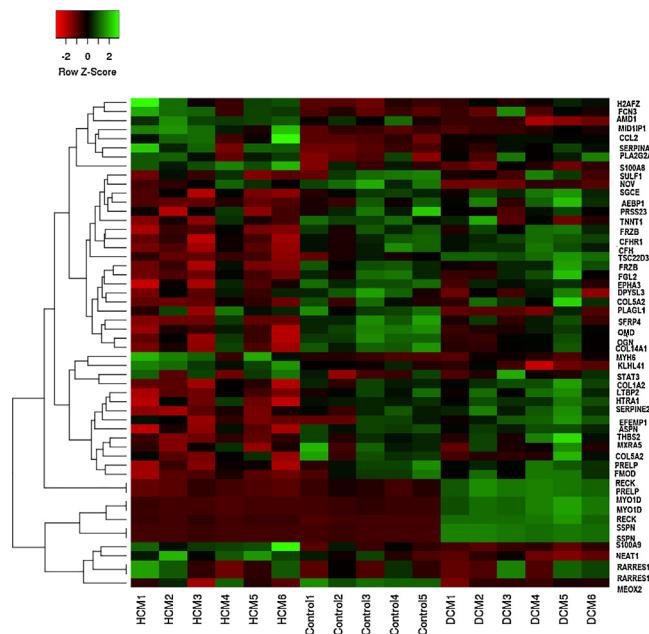 -2 0 2
Row Z-Score
H2AFZ
FCN3
AMD1
MID1IP1
CCL2
SERPINA
PLA2G2A
S100A8
SULF1
NOV
SGCE
AEBP1
PRSS23
TNNT1
FRZB
CFHR1
CFH
TSC22D3
FRZB
FGL2
EPHA3
DPYSL3
COL5A2
PLAGL1
SFRP4
OMD
OGN
COL14A1
MYH6
KLHL41
STAT3
COL1A2
LTBP2
HTRA1
SERPINE2
EFEMP1
ASPN
THBS2
MXRA5
COL5A2
PRELP
FMOD
RECK
PRELP
MYO1D
MYO1D
RECK
SSPN
SSPN
S100A9
NEAT1
RARRES1
RARRES1
MEOX2
HCM1
HCM2
HCM3
HCM4
HCM5
HCM6
Control1
Control2
Control3
Control4
Control5
DCM1
DCM2
DCM3
DCM4
DCM5
DCM6